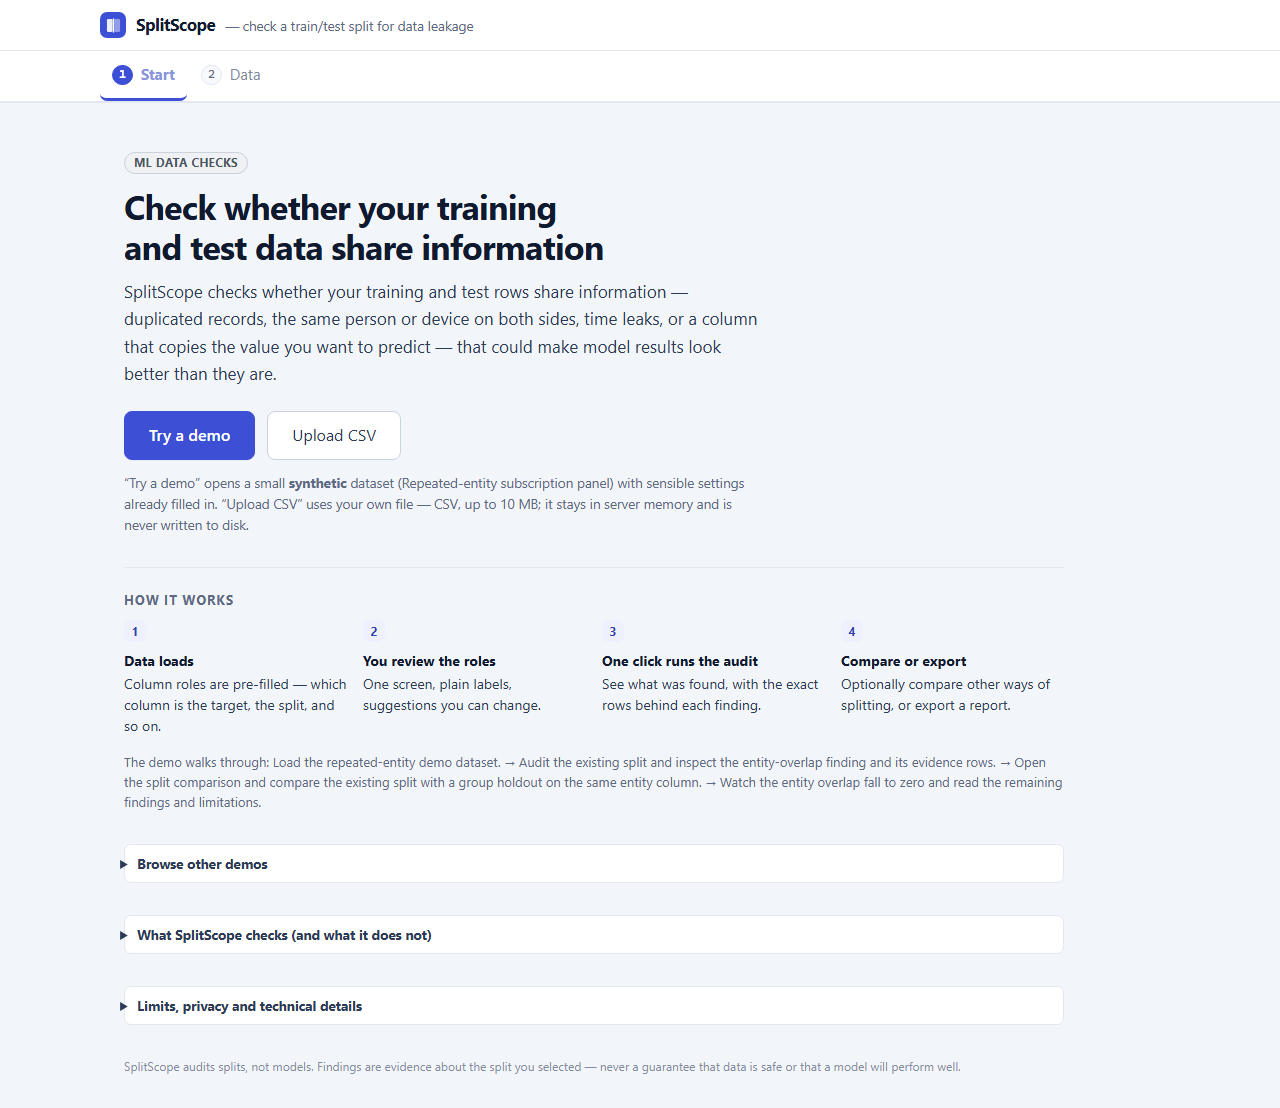 SplitScope — check a train/test split for data leakage
1 Start 2 Data
ML DATA CHECKS
Check whether your training
and test data share information
SplitScope checks whether your training and test rows share information —
duplicated records, the same person or device on both sides, time leaks, or a column
that copies the value you want to predict — that could make model results look
better than they are.
Try a demo Upload CSV
“Try a demo” opens a small synthetic dataset (Repeated-entity subscription panel) with sensible settings
already filled in. “Upload CSV” uses your own file — CSV, up to 10 MB; it stays in server memory and is
never written to disk.
HOW IT WORKS
1
Data loads
Column roles are pre-filled — which
column is the target, the split, and
so on.
2
You review the roles
One screen, plain labels,
suggestions you can change.
3
One click runs the audit
See what was found, with the exact
rows behind each finding.
4
Compare or export
Optionally compare other ways of
splitting, or export a report.
The demo walks through: Load the repeated-entity demo dataset. → Audit the existing split and inspect the entity-overlap finding and its evidence rows. → Open
the split comparison and compare the existing split with a group holdout on the same entity column. → Watch the entity overlap fall to zero and read the remaining
findings and limitations.
Browse other demos
What SplitScope checks (and what it does not)
Limits, privacy and technical details
SplitScope audits splits, not models. Findings are evidence about the split you selected — never a guarantee that data is safe or that a model will perform well.